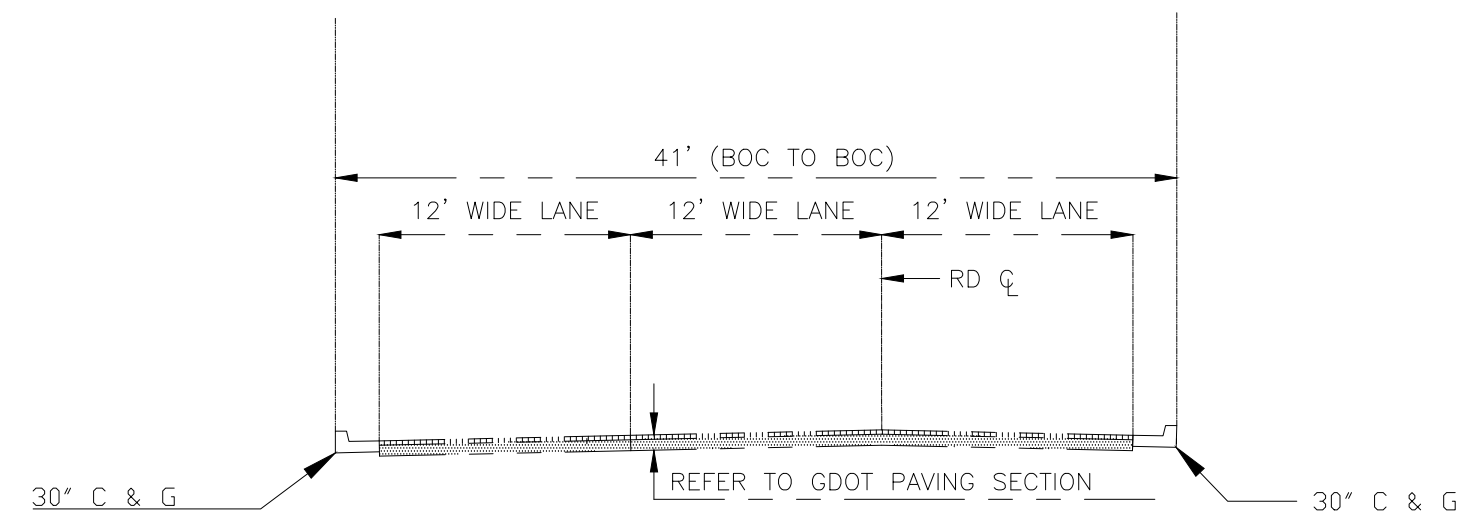 41' (BOC TO BOC)
12' WIDE LANE
12' WIDE LANE
12' WIDE LANE
RD ℄
REFER TO GDOT PAVING SECTION
30" C & G
30" C & G